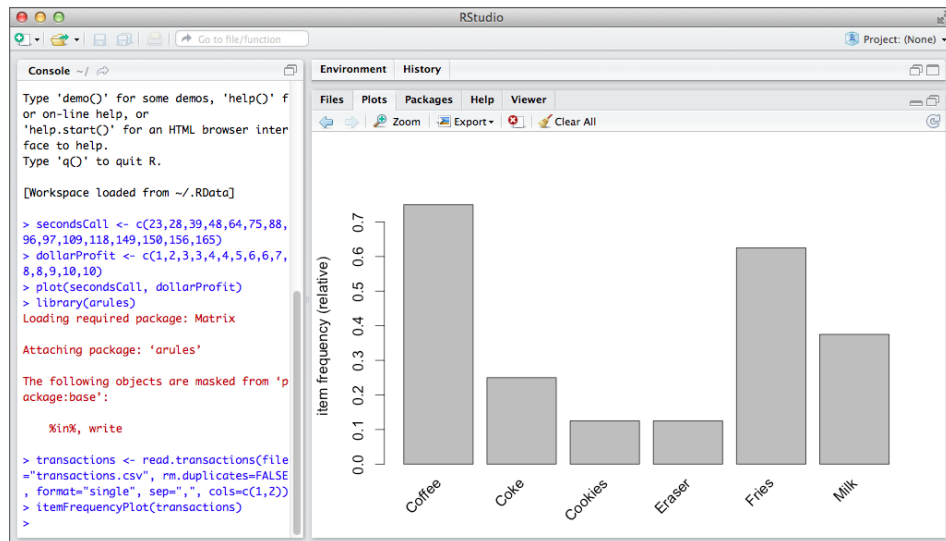 RStudio
Go to file/function
Project: (None)
Console ~/
Type 'demo()' for some demos, 'help()' f
or on-line help, or
'help.start()' for an HTML browser inter
face to help.
Type 'q()' to quit R.
[Workspace loaded from ~/.RData]
> secondsCall <- c(23,28,39,48,64,75,88,
96,97,109,118,149,150,156,165)
> dollarProfit <- c(1,2,3,3,4,4,5,6,6,7,
8,8,9,10,10)
> plot(secondsCall, dollarProfit)
> library(arules)
Loading required package: Matrix
Attaching package: ‘arules’
The following objects are masked from ‘p
ackage:base’:
%in%, write
> transactions <- read.transactions(file
="transactions.csv", rm.duplicates=FALSE
, format="single", sep=",", cols=c(1,2))
> itemFrequencyPlot(transactions)
>
Environment History
Files Plots Packages Help Viewer
Zoom Export Clear All
item frequency (relative)
0.7
0.6
0.5
0.4
0.3
0.2
0.1
0.0
Coffee
Coke
Cookies
Eraser
Fries
Milk